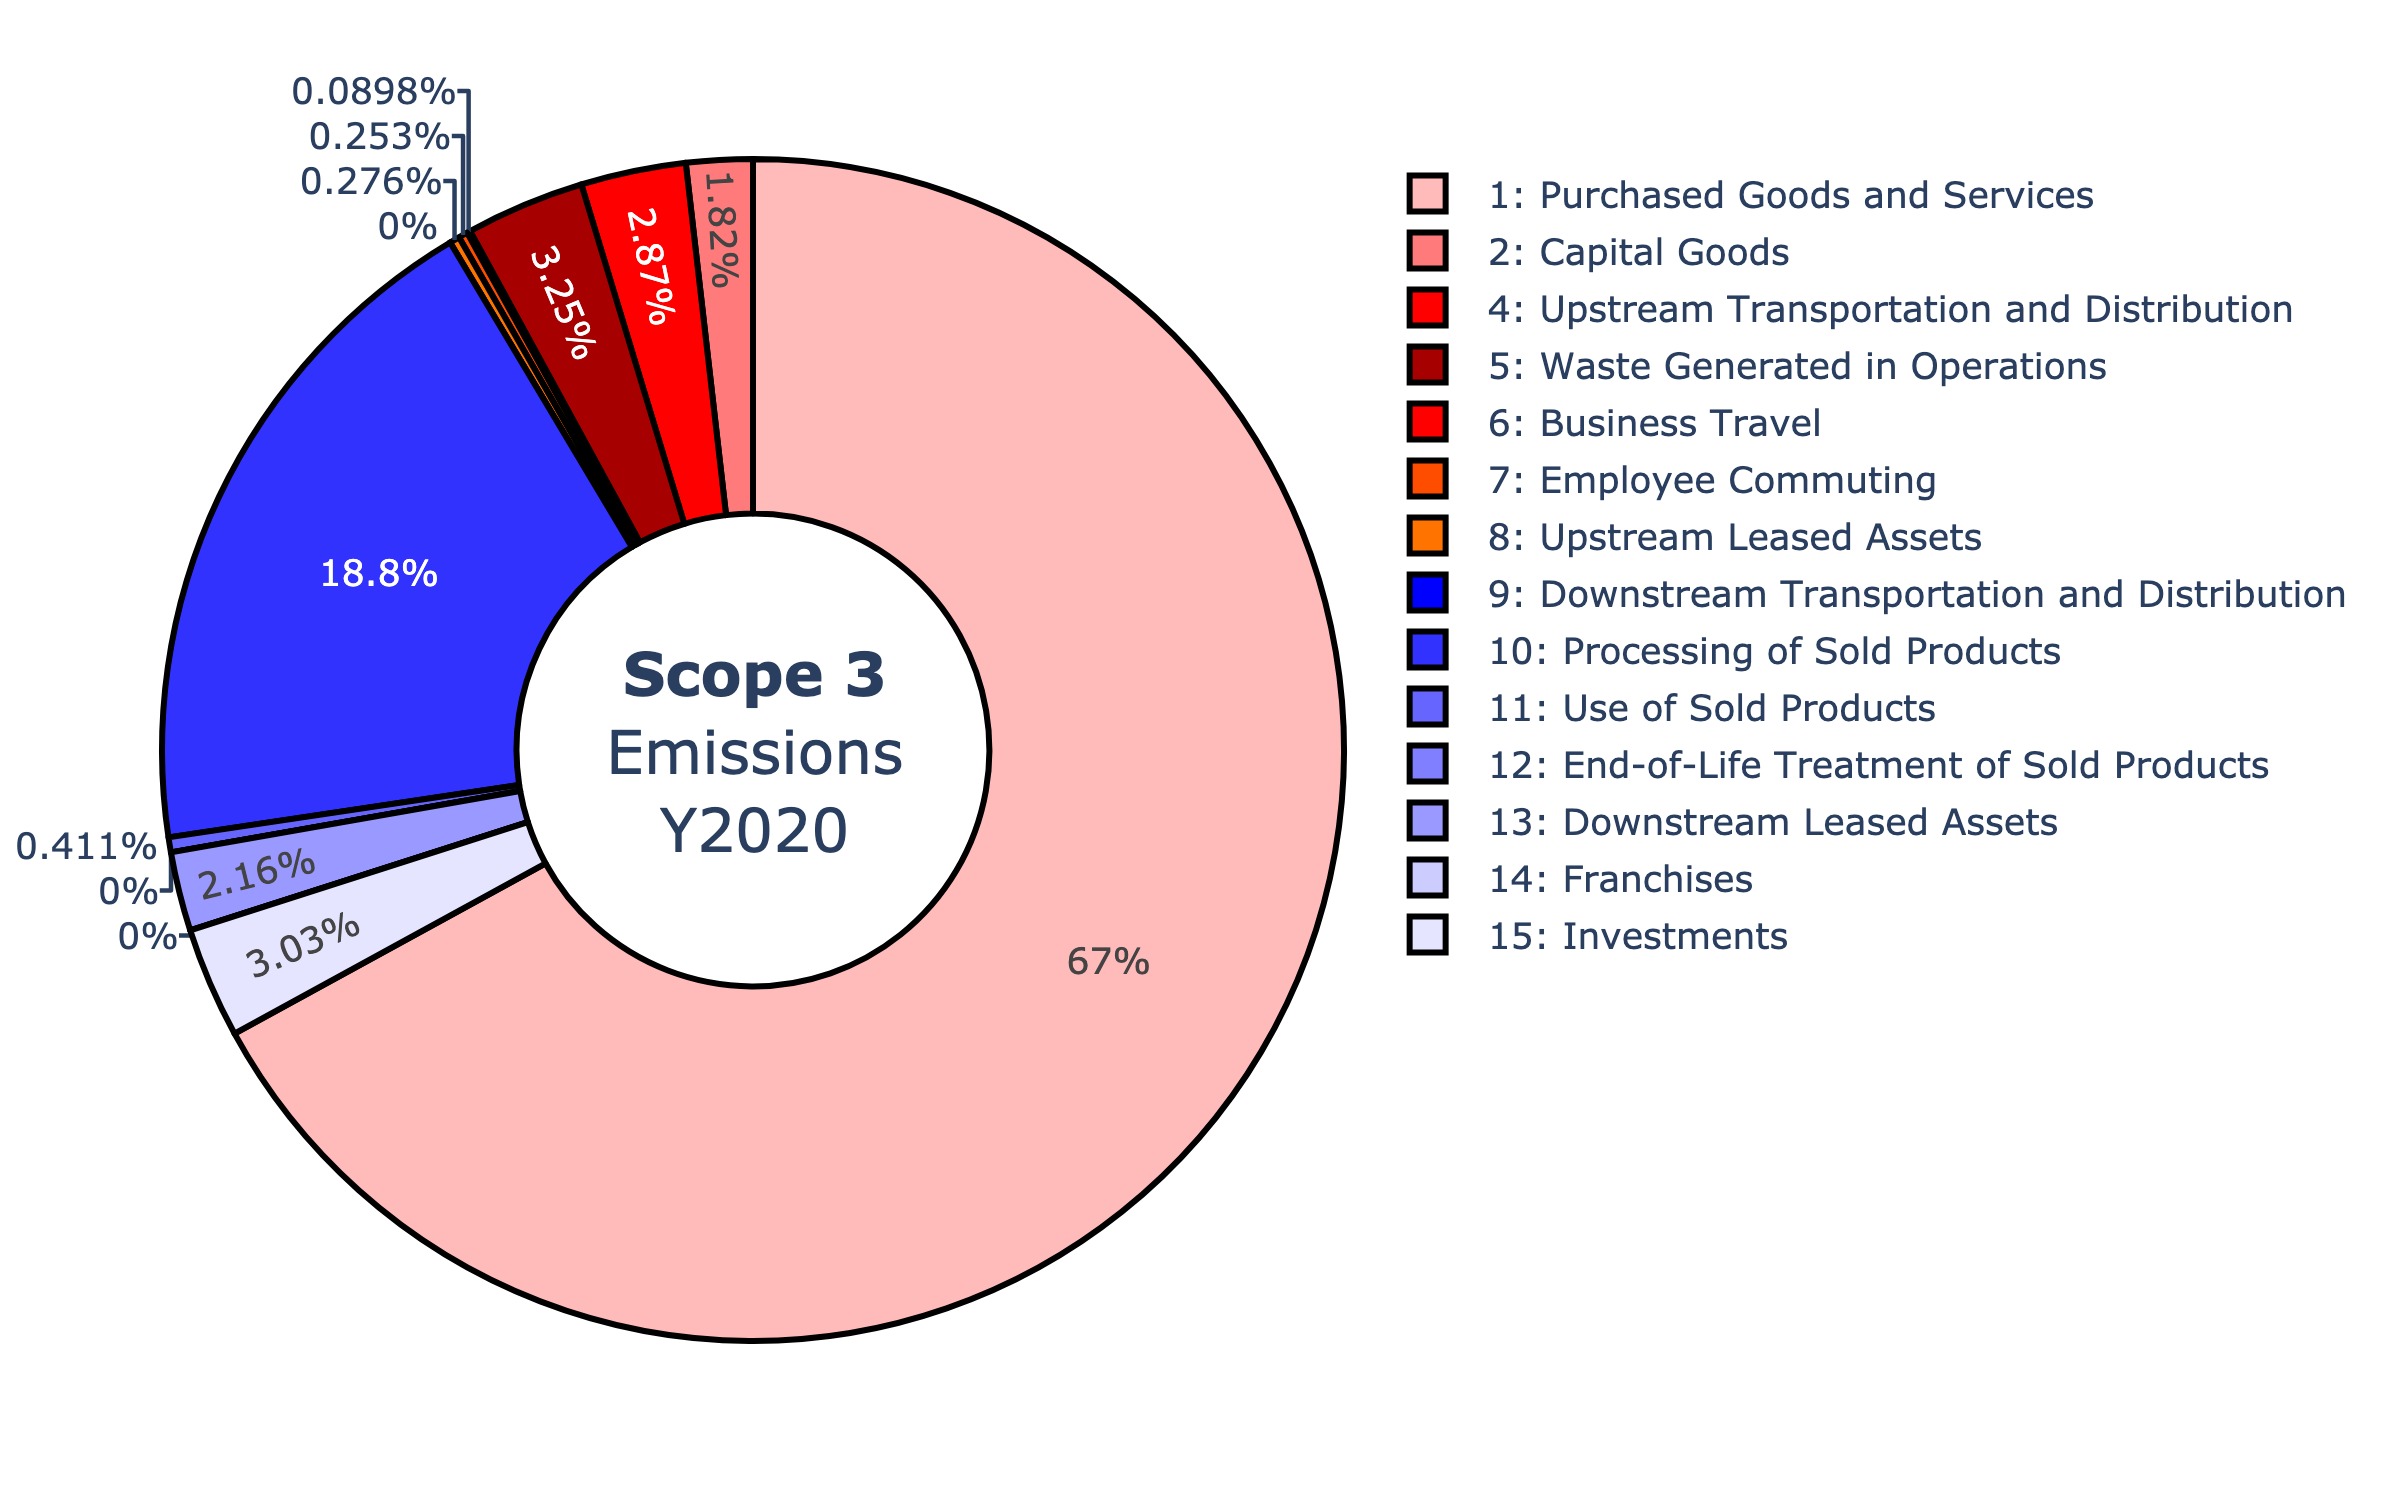 0.0898%
0.253%
0.276%
0%
3.25%
2.87%
1.82%
18.8%
0.411%
2.16%
0%
0%
3.03%
67%
Scope 3
Emissions
Y2020
1: Purchased Goods and Services
2: Capital Goods
4: Upstream Transportation and Distribution
5: Waste Generated in Operations
6: Business Travel
7: Employee Commuting
8: Upstream Leased Assets
9: Downstream Transportation and Distribution
10: Processing of Sold Products
11: Use of Sold Products
12: End-of-Life Treatment of Sold Products
13: Downstream Leased Assets
14: Franchises
15: Investments